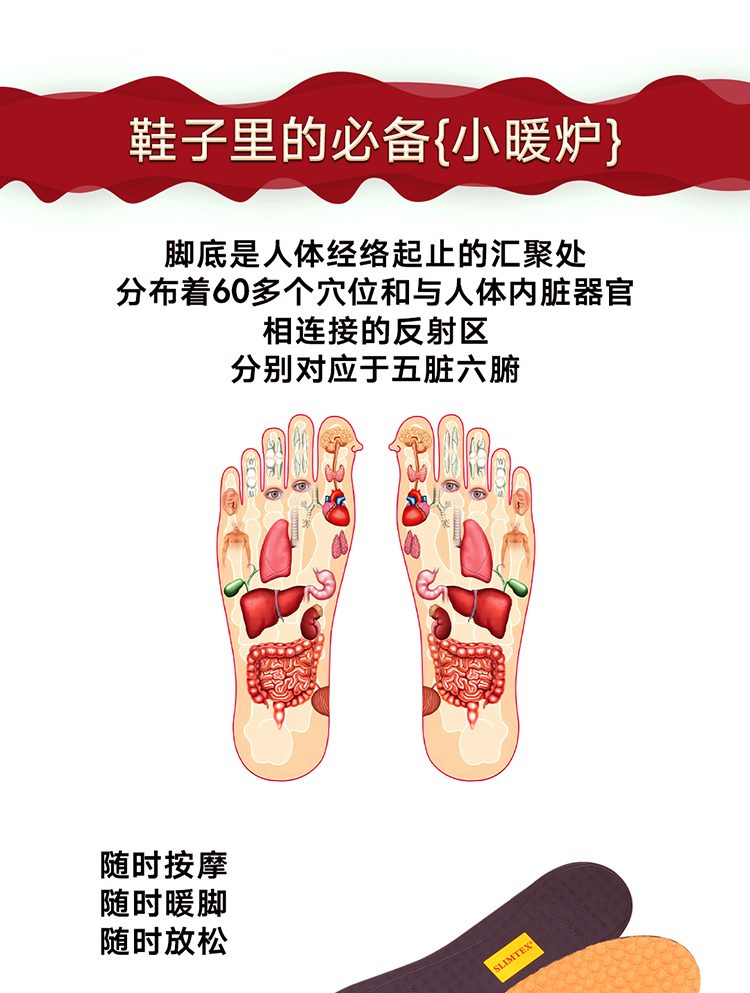 鞋子里的必备{小暖炉}
脚底是人体经络起止的汇聚处
分布着60多个穴位和与人体内脏器官
相连接的反射区
分别对应于五脏六腑
随时按摩
随时暖脚
随时放松
SLIMTEX®